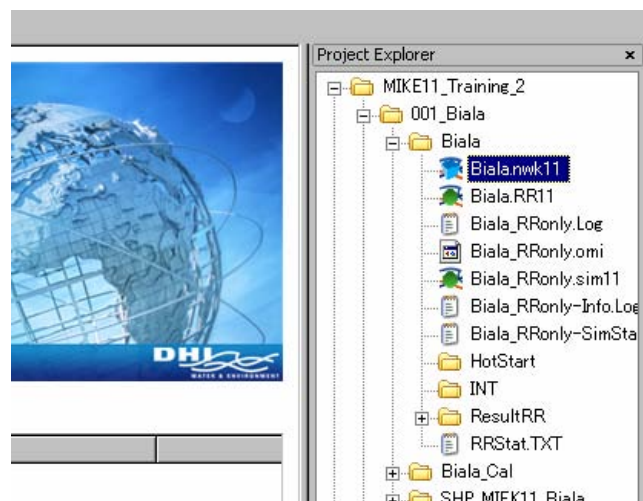 Project Explorer
MIKE11_Training_2
001_Biala
Biala
Biala.nwk11
Biala.RR11
Biala_RRonly.Log
Biala_RRonly.omi
Biala_RRonly.sim11
Biala_RRonly-Info.Log
Biala_RRonly-SimSta
HotStart
INT
ResultRR
RRStat.TXT
Biala_Cal
SHP_MIEK11_Biala
DHI
WATER & ENVIRONMENT